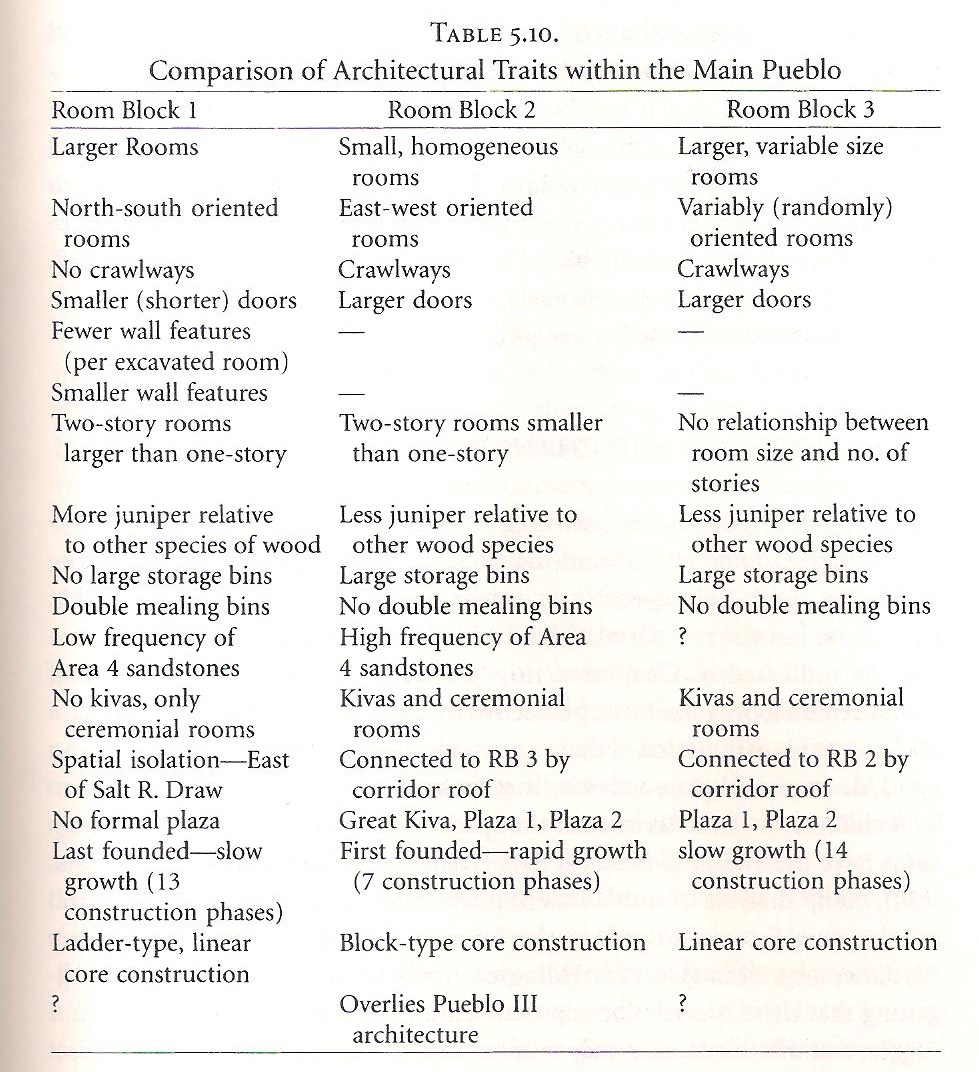 TABLE 5.10.
Comparison of Architectural Traits within the Main Pueblo
Room Block 1 Room Block 2 Room Block 3
Larger Rooms Small, homogeneous Larger, variable size
rooms rooms
North-south oriented East-west oriented Variably (randomly)
rooms rooms oriented rooms
No crawlways Crawlways Crawlways
Smaller (shorter) doors Larger doors Larger doors
Fewer wall features — —
(per excavated room)
Smaller wall features — —
Two-story rooms Two-story rooms smaller No relationship between
larger than one-story than one-story room size and no. of
stories
More juniper relative Less juniper relative to Less juniper relative to
to other species of wood other wood species other wood species
No large storage bins Large storage bins Large storage bins
Double mealing bins No double mealing bins No double mealing bins
Low frequency of High frequency of Area ?
Area 4 sandstones 4 sandstones
No kivas, only Kivas and ceremonial Kivas and ceremonial
ceremonial rooms rooms rooms
Spatial isolation—East Connected to RB 3 by Connected to RB 2 by
of Salt R. Draw corridor roof corridor roof
No formal plaza Great Kiva, Plaza 1, Plaza 2 Plaza 1, Plaza 2
Last founded—slow First founded—rapid growth slow growth (14
growth (13 (7 construction phases) construction phases)
construction phases)
Ladder-type, linear Block-type core construction Linear core construction
core construction
? Overlies Pueblo III ?
architecture